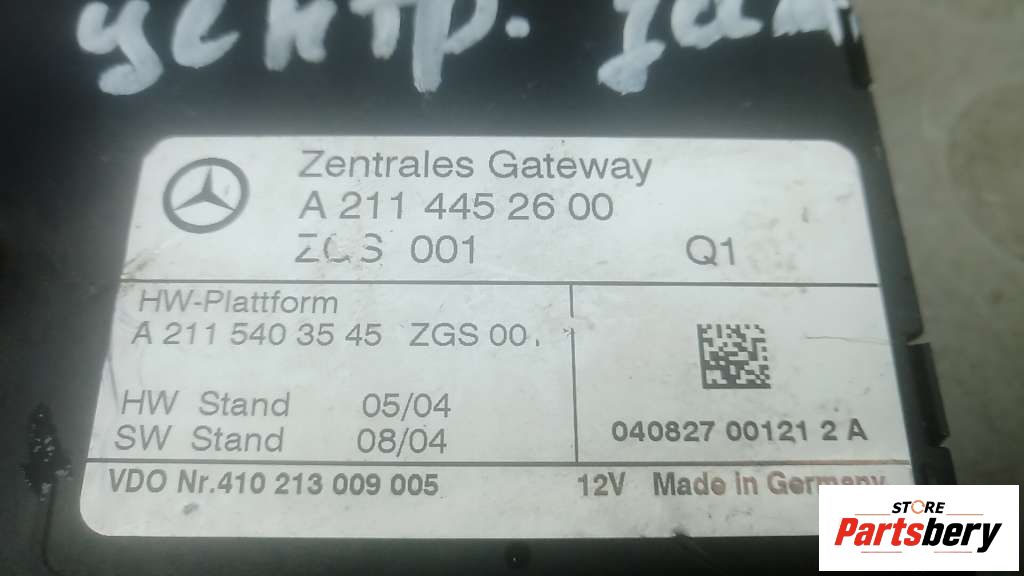 центр. зам.
Zentrales Gateway
A 211 445 26 00
ZGS 001 Q1
HW-Plattform
A 211 540 35 45 ZGS 00
HW Stand 05/04
SW Stand 08/04
040827 00121 2 A
VDO Nr.410 213 009 005 12V Made in Germany
STORE
Partsbery